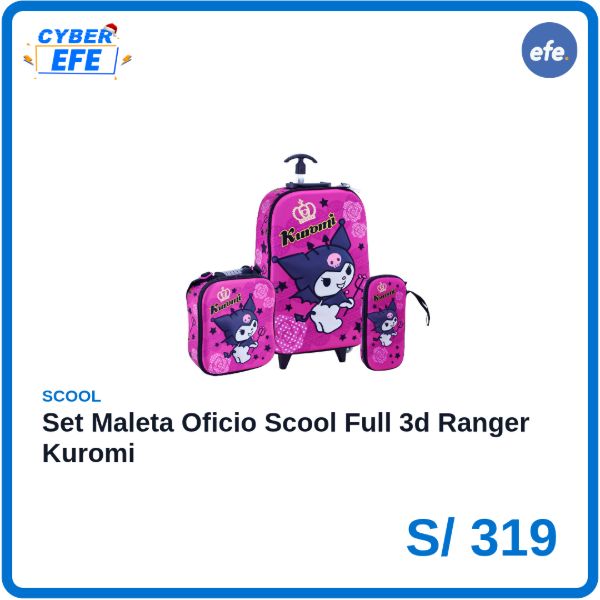 CYBER
EFE
efe.
Kuromi
Kuromi
Kuromi
SCOOL
Set Maleta Oficio Scool Full 3d Ranger
Kuromi
S/ 319